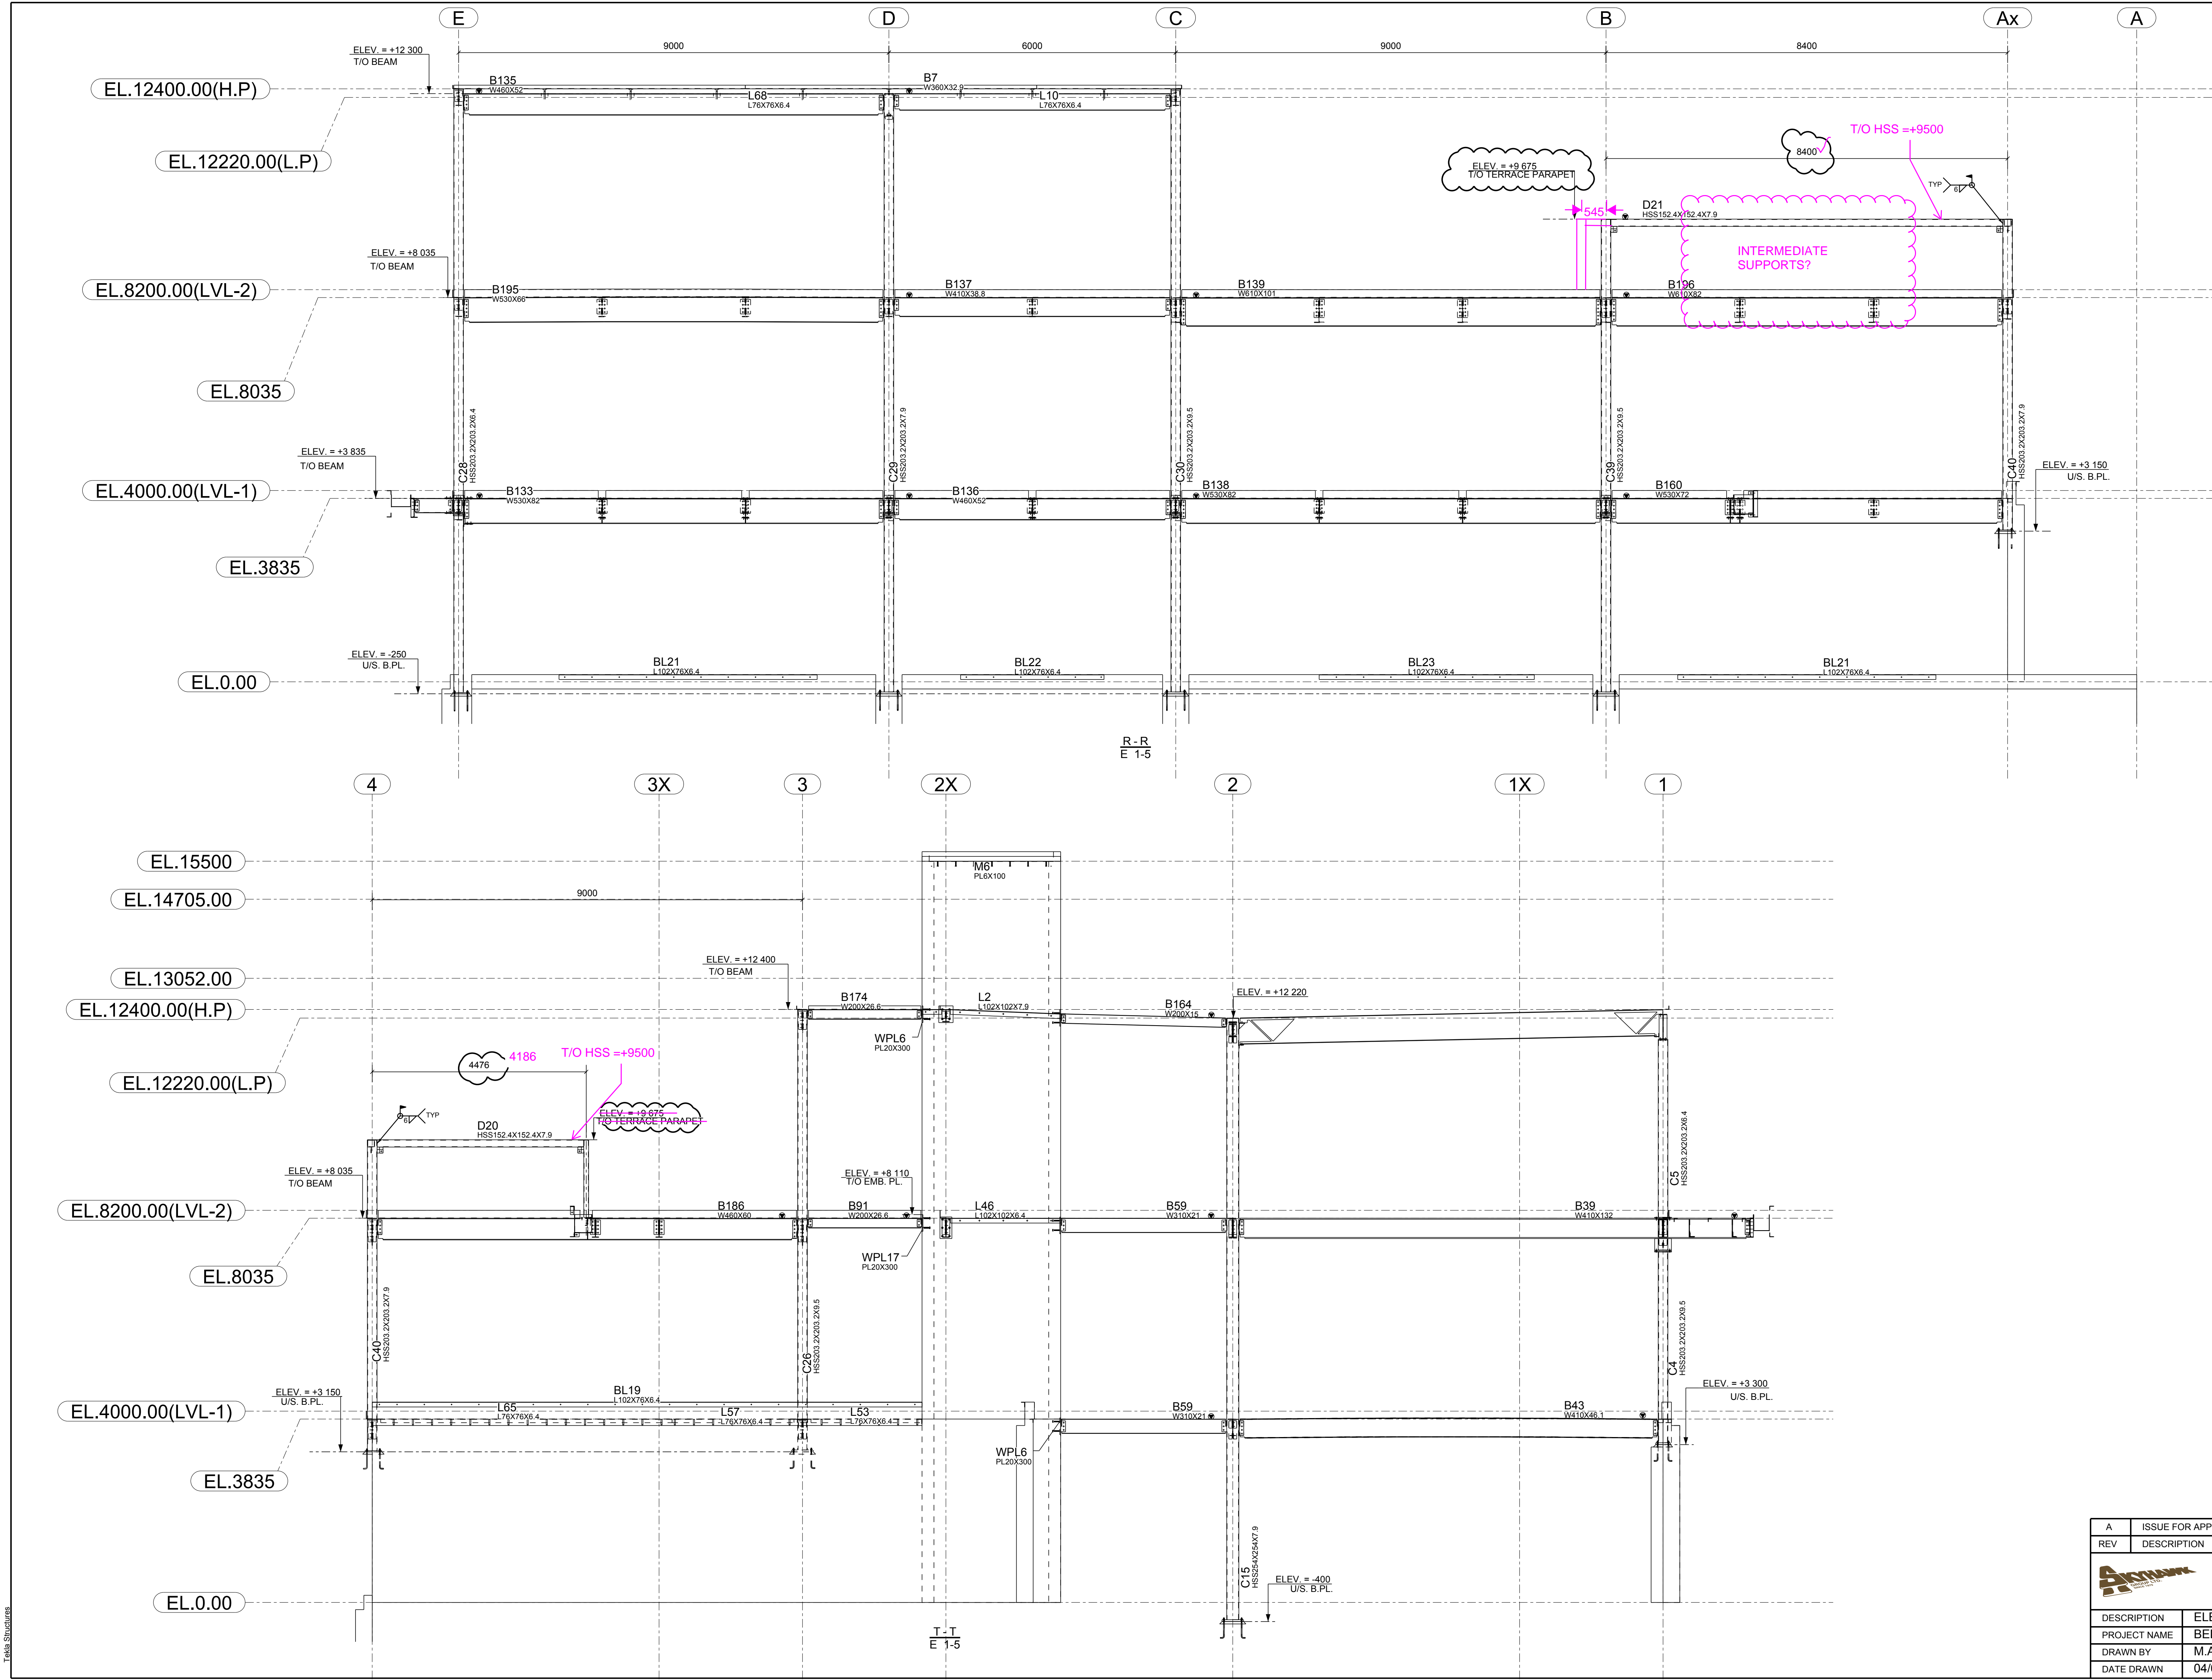 E
D
C
B
Ax
A
9000
6000
9000
8400
ELEV. = +12 300
T/O BEAM
EL.12400.00(H.P)
B135
W460X52
B7
W360X32.9
L68
L76X76X6.4
L10
L76X76X6.4
EL.12220.00(L.P)
T/O HSS =+9500
8400
ELEV. = +9 675
T/O TERRACE PARAPET
TYP
6
545
D21
HSS152.4X152.4X7.9
INTERMEDIATE
SUPPORTS?
ELEV. = +8 035
T/O BEAM
EL.8200.00(LVL-2)
B195
W530X66
B137
W410X38.8
B139
W610X101
B196
W610X82
EL.8035
C28
HSS203.2X203.2X6.4
C29
HSS203.2X203.2X7.9
C30
HSS203.2X203.2X9.5
C39
HSS203.2X203.2X9.5
C40
HSS203.2X203.2X7.9
ELEV. = +3 835
T/O BEAM
ELEV. = +3 150
U/S. B.PL.
EL.4000.00(LVL-1)
B133
W530X82
B136
W460X52
B138
W530X82
B160
W530X72
EL.3835
ELEV. = -250
U/S. B.PL.
EL.0.00
BL21
L102X76X6.4
BL22
L102X76X6.4
BL23
L102X76X6.4
BL21
L102X76X6.4
R - R
E 1-5
4
3X
3
2X
2
1X
1
EL.15500
M6
PL6X100
EL.14705.00
9000
ELEV. = +12 400
T/O BEAM
EL.13052.00
EL.12400.00(H.P)
B174
W200X26.6
L2
L102X102X7.9
B164
W200X15
ELEV. = +12 220
WPL6
PL20X300
EL.12220.00(L.P)
4476
4186
T/O HSS =+9500
6
TYP
ELEV. = +9 675
T/O TERRACE PARAPET
D20
HSS152.4X152.4X7.9
C5
HSS203.2X203.2X6.4
ELEV. = +8 035
T/O BEAM
ELEV. = +8 110
T/O EMB. PL.
EL.8200.00(LVL-2)
B186
W460X60
B91
W200X26.6
L46
L102X102X6.4
B59
W310X21
B39
W410X132
WPL17
PL20X300
EL.8035
C40
HSS203.2X203.2X7.9
C26
HSS203.2X203.2X9.5
C4
HSS203.2X203.2X9.5
ELEV. = +3 150
U/S. B.PL.
ELEV. = +3 300
U/S. B.PL.
EL.4000.00(LVL-1)
BL19
L102X76X6.4
L65
L76X76X6.4
L57
L76X76X6.4
L53
L76X76X6.4
B59
W310X21
B43
W410X46.1
WPL6
PL20X300
EL.3835
C15
HSS254X254X7.9
ELEV. = -400
U/S. B.PL.
EL.0.00
T - T
E 1-5
Tekla Structures
A ISSUE FOR APP
REV DESCRIPTION
SKYHAWK
GROUP LTD.
DESCRIPTION ELE
PROJECT NAME BEI
DRAWN BY M.A
DATE DRAWN 04/